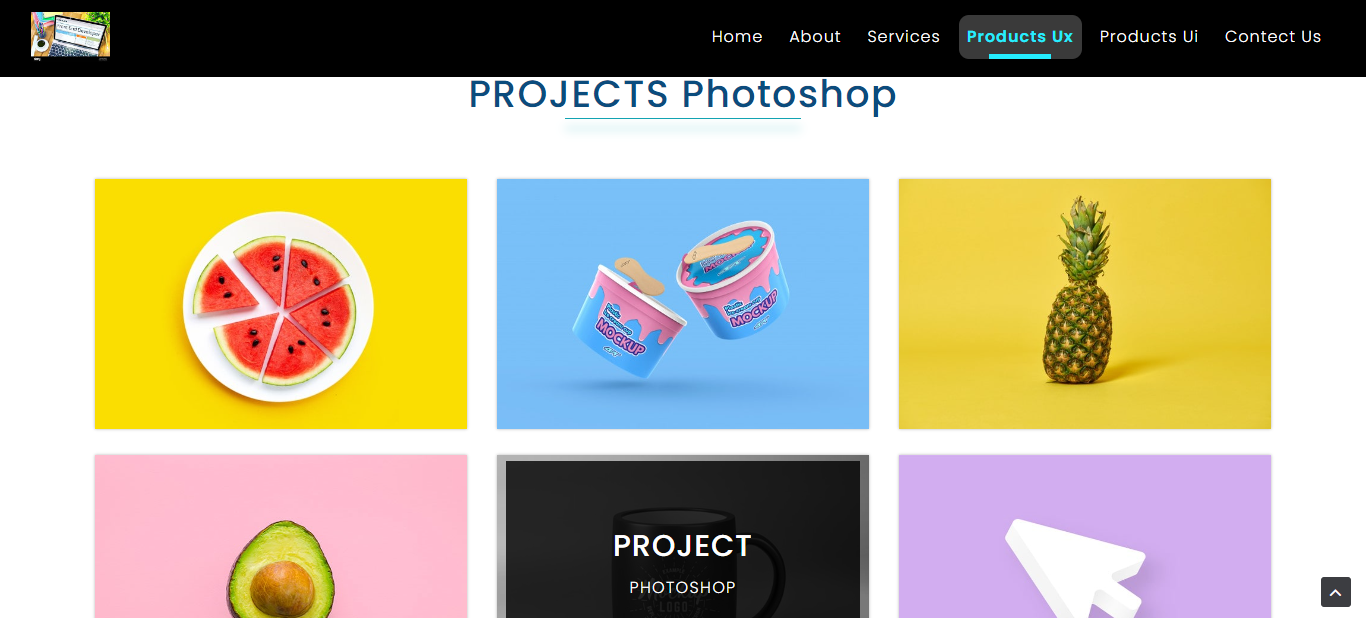 Home About Services Products Ux Products Ui Contect Us
PROJECTS Photoshop
MOCKUP
MOCKUP
PROJECT
PHOTOSHOP
LOGO